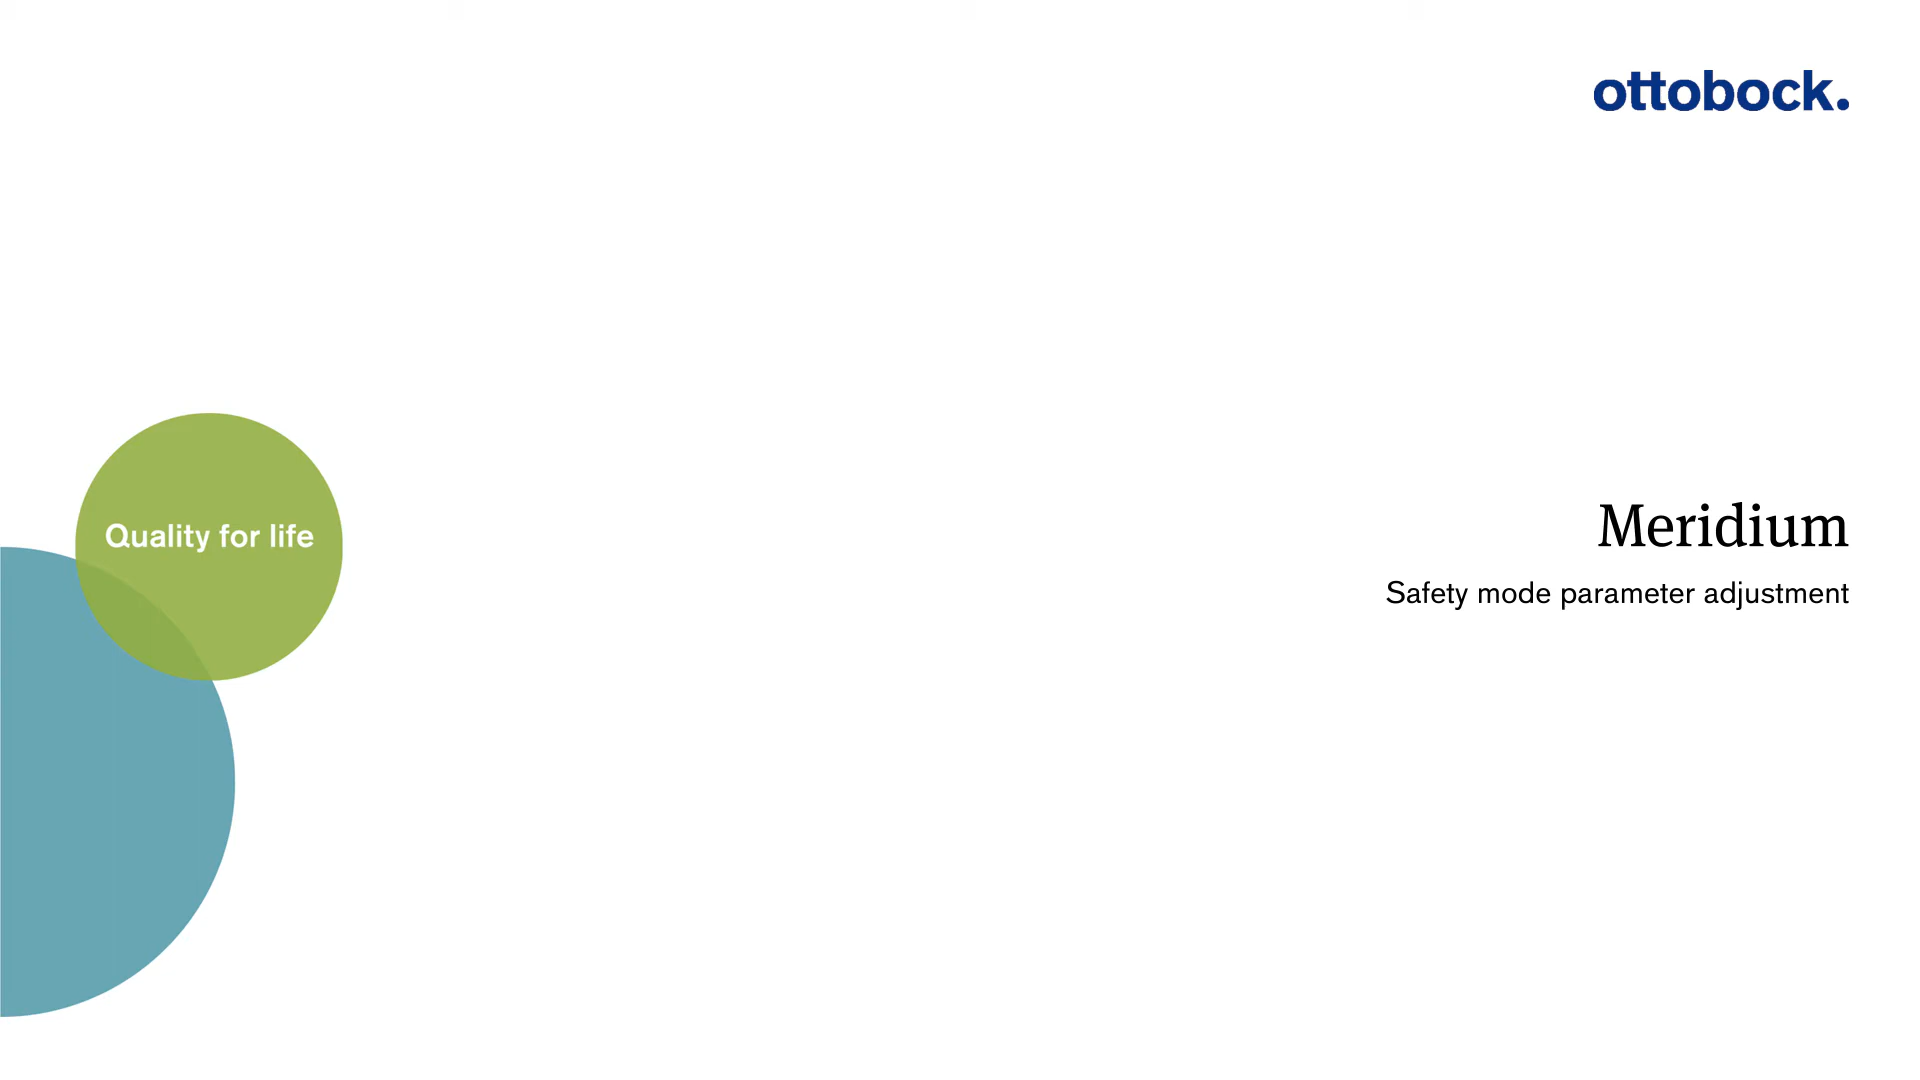 ottobock.
Quality for life
Meridium
Safety mode parameter adjustment